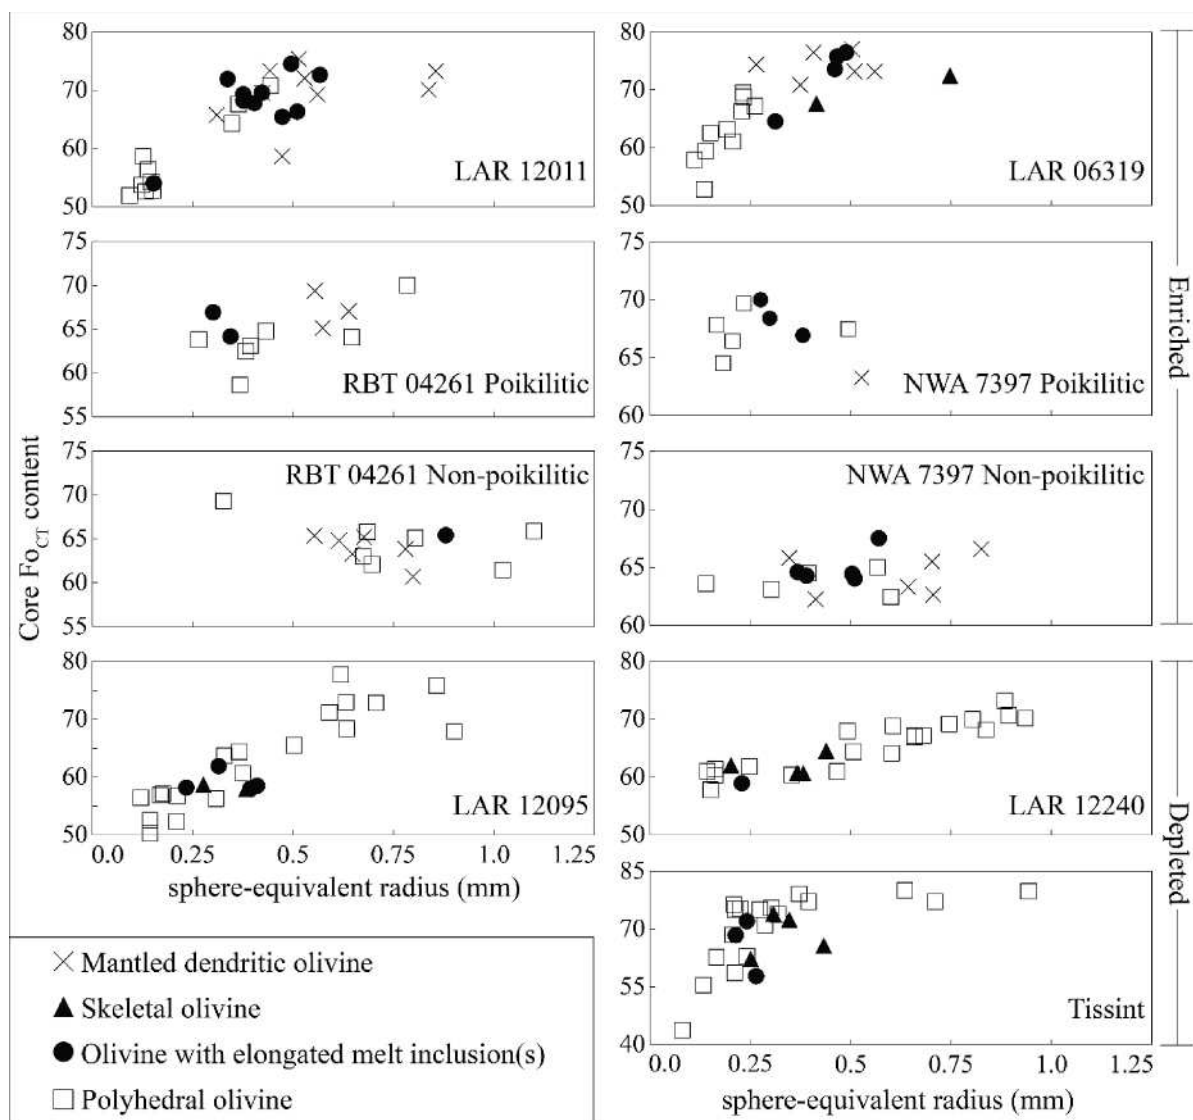 80
70
60
50
LAR 12011
80
70
60
50
LAR 06319
75
70
65
60
55
RBT 04261 Poikilitic
75
70
65
60
NWA 7397 Poikilitic
Enriched
Core Fo_CT content
75
70
65
60
55
RBT 04261 Non-poikilitic
75
70
65
60
NWA 7397 Non-poikilitic
80
70
60
50
LAR 12095
0.0 0.25 0.5 0.75 1.0 1.25
sphere-equivalent radius (mm)
80
70
60
50
LAR 12240
Depleted
85
70
55
40
Tissint
0.0 0.25 0.5 0.75 1.0 1.25
sphere-equivalent radius (mm)
Mantled dendritic olivine
Skeletal olivine
Olivine with elongated melt inclusion(s)
Polyhedral olivine